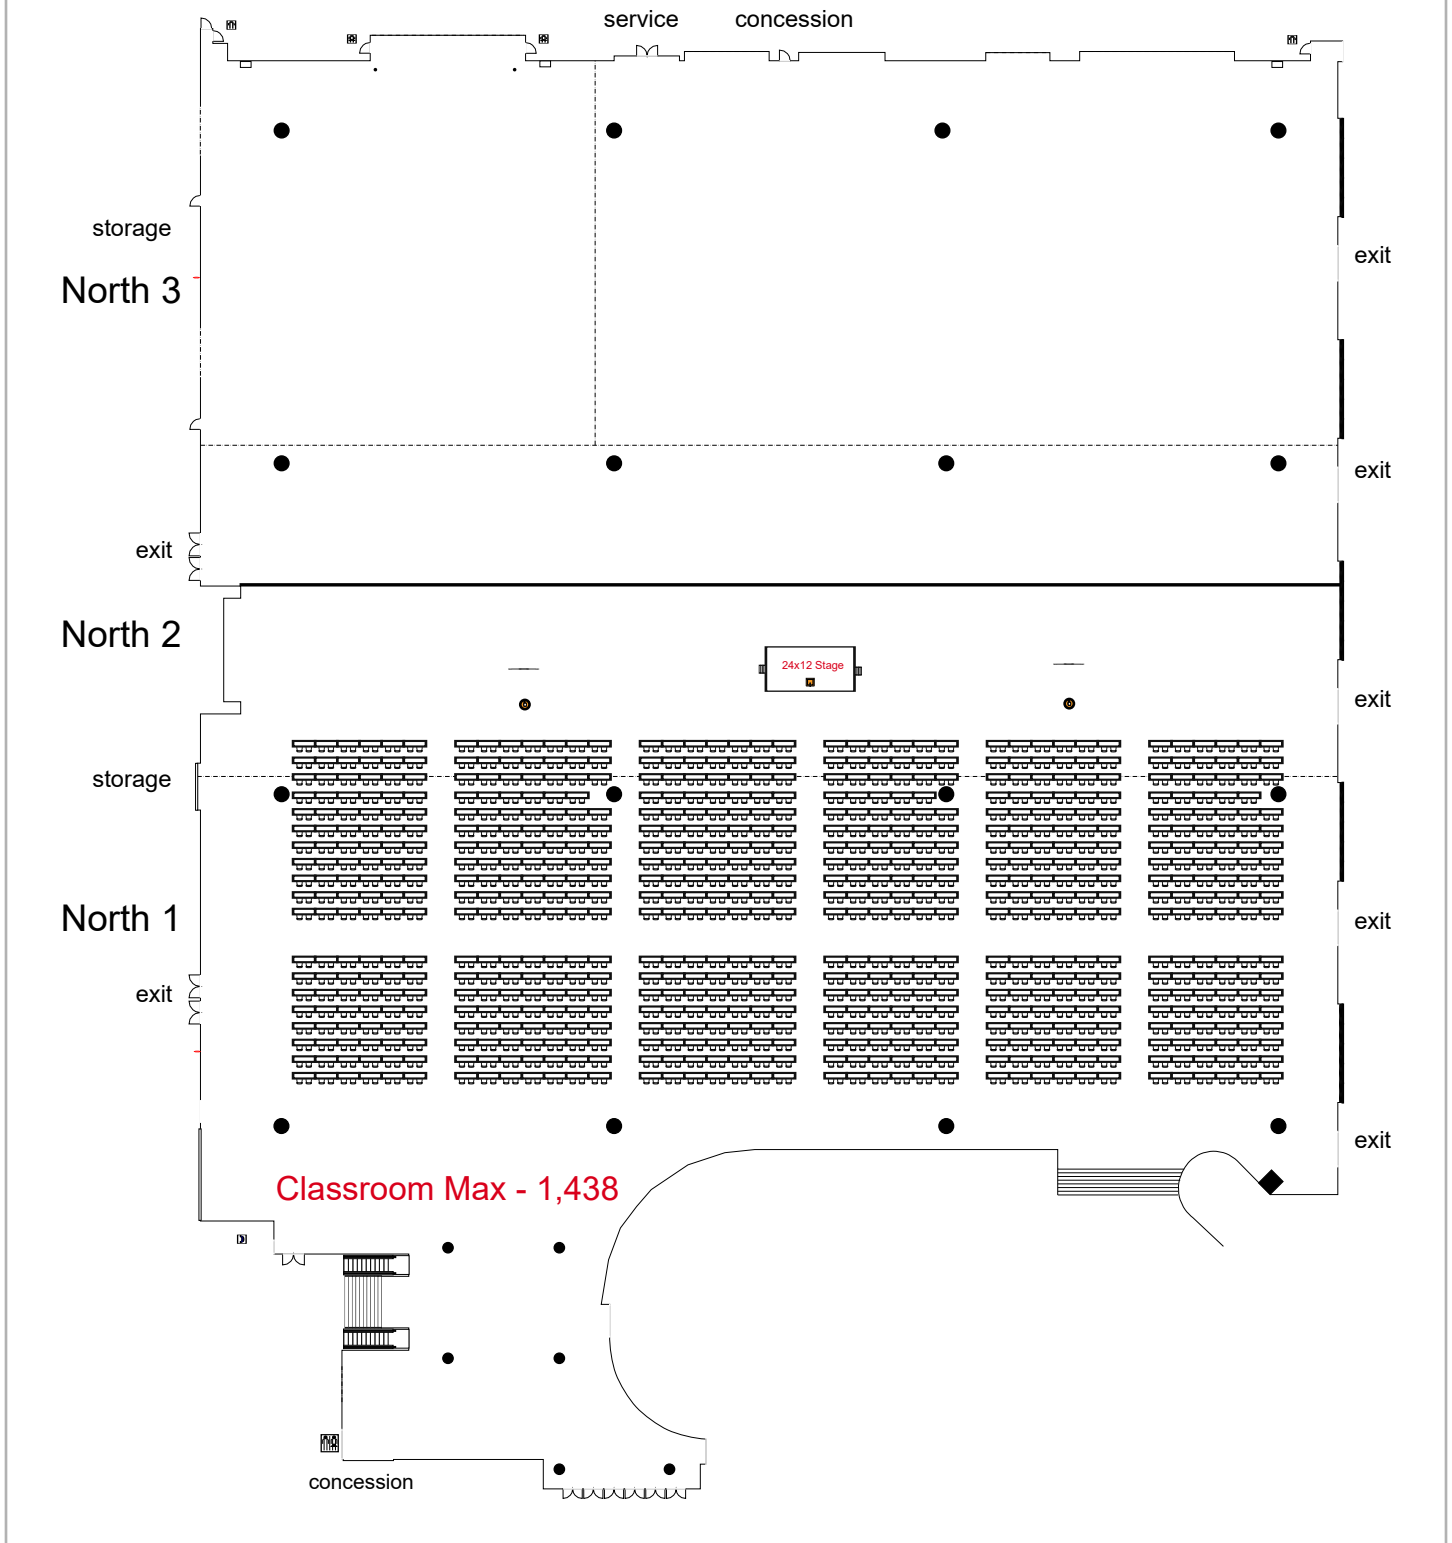 service
concession
storage
exit
North 3
exit
exit
North 2
24x12 Stage
exit
storage
North 1
exit
exit
exit
Classroom Max - 1,438
concession